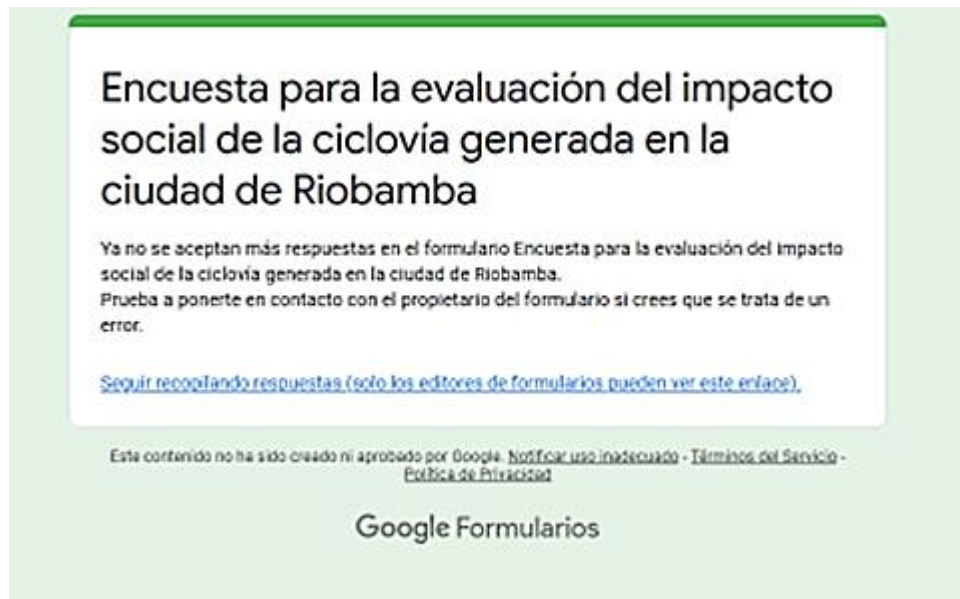 Encuesta para la evaluación del impacto
social de la ciclovía generada en la
ciudad de Riobamba
Ya no se aceptan más respuestas en el formulario Encuesta para la evaluación del impacto
social de la ciclovía generada en la ciudad de Riobamba.
Prueba a ponerte en contacto con el propietario del formulario si crees que se trata de un
error.
Seguir recopilando respuestas (solo los editores de formularios pueden ver este enlace).
Este contenido no ha sido creado ni aprobado por Google. Notificar uso inadecuado - Términos del Servicio -
Política de Privacidad
Google Formularios